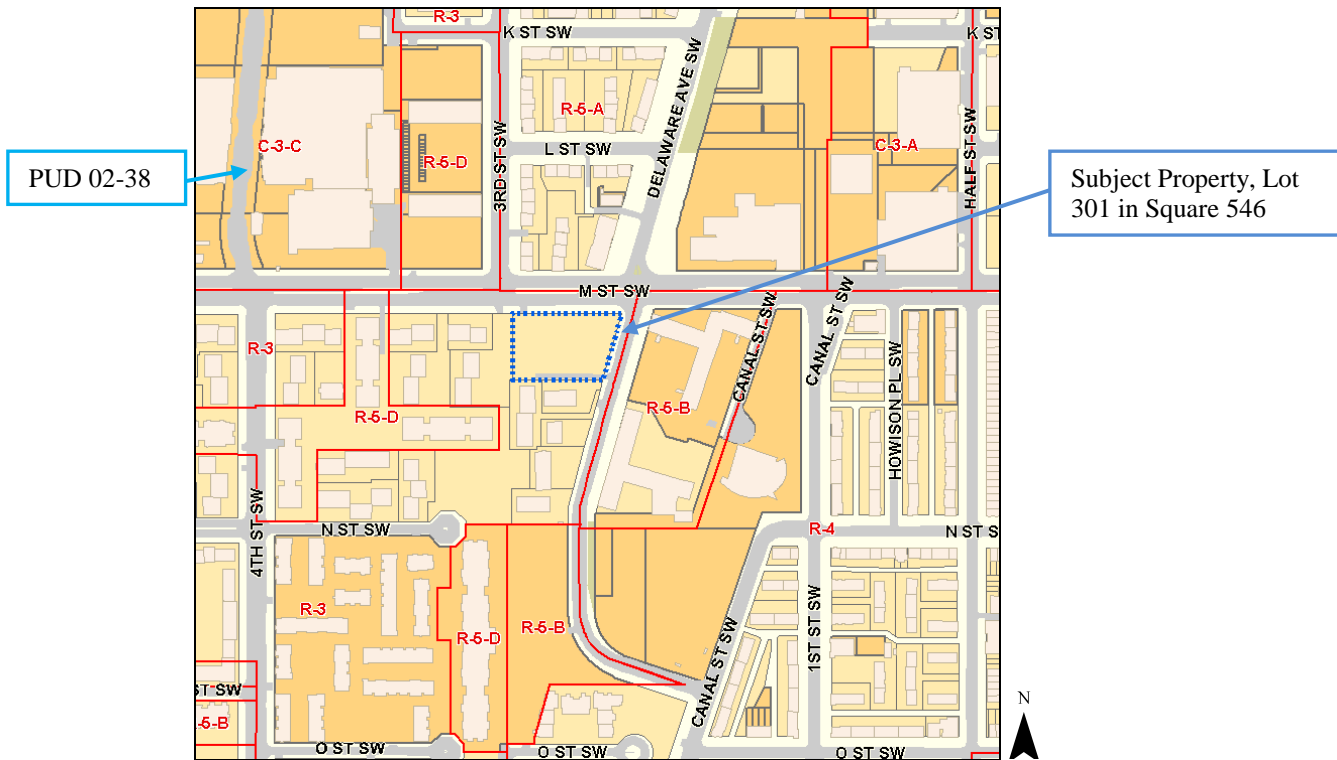 R-3
K ST SW
K ST
DELAWARE AVE SW
R-5-A
C-3-C
C-3-A
PUD 02-38
R-5-D
L ST SW
3RD ST SW
HALF ST SW
Subject Property, Lot
301 in Square 546
M ST SW
CANAL ST SW
CANAL ST SW
R-3
R-5-D
R-5-B
HOWISON PL SW
4TH ST SW
N ST SW
R-4
N ST S
R-3
R-5-D
R-5-B
1ST ST SW
CANAL ST SW
ST SW
-5-B
O ST SW
O ST SW
O ST SW
N